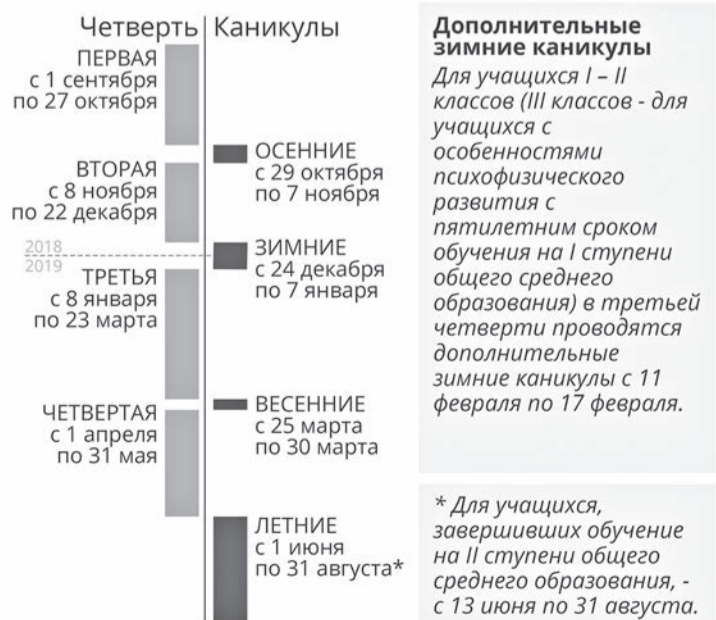 Четверть
Каникулы
ПЕРВАЯ
с 1 сентября
по 27 октября
ОСЕННИЕ
с 29 октября
по 7 ноября
ВТОРАЯ
с 8 ноября
по 22 декабря
2018
2019
ЗИМНИЕ
с 24 декабря
по 7 января
ТРЕТЬЯ
с 8 января
по 23 марта
ВЕСЕННИЕ
с 25 марта
по 30 марта
ЧЕТВЕРТАЯ
с 1 апреля
по 31 мая
ЛЕТНИЕ
с 1 июня
по 31 августа*
Дополнительные
зимние каникулы
Для учащихся I – II
классов (III классов - для
учащихся с
особенностями
психофизического
развития с
пятилетним сроком
обучения на I ступени
общего среднего
образования) в третьей
четверти проводятся
дополнительные
зимние каникулы с 11
февраля по 17 февраля.
* Для учащихся,
завершивших обучение
на II ступени общего
среднего образования, -
с 13 июня по 31 августа.